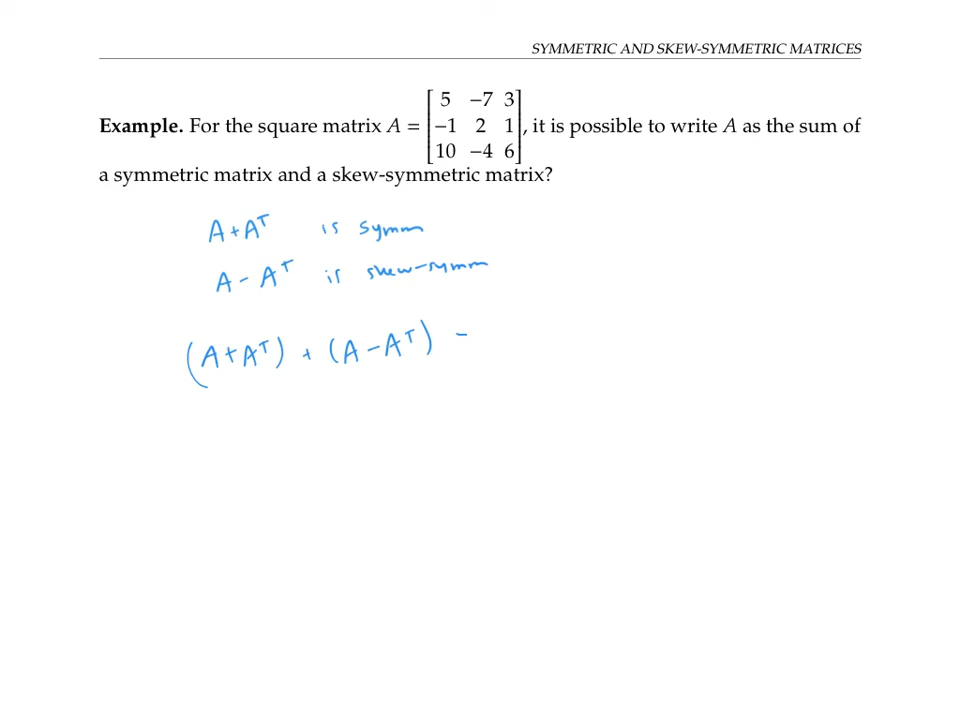 SYMMETRIC AND SKEW-SYMMETRIC MATRICES
Example. For the square matrix A = [5 −7 3; −1 2 1; 10 −4 6], it is possible to write A as the sum of
a symmetric matrix and a skew-symmetric matrix?
A + Aᵀ is symm
A − Aᵀ is skew-symm
(A + Aᵀ) + (A − Aᵀ) =